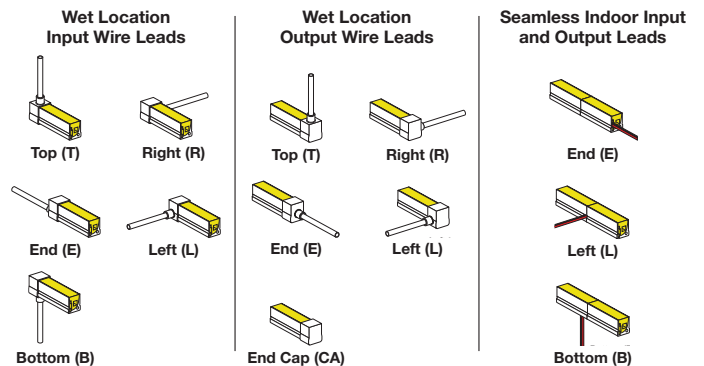 Wet Location
Input Wire Leads
Top (T)
Right (R)
End (E)
Left (L)
Bottom (B)
Wet Location
Output Wire Leads
Top (T)
Right (R)
End (E)
Left (L)
End Cap (CA)
Seamless Indoor Input
and Output Leads
End (E)
Left (L)
Bottom (B)